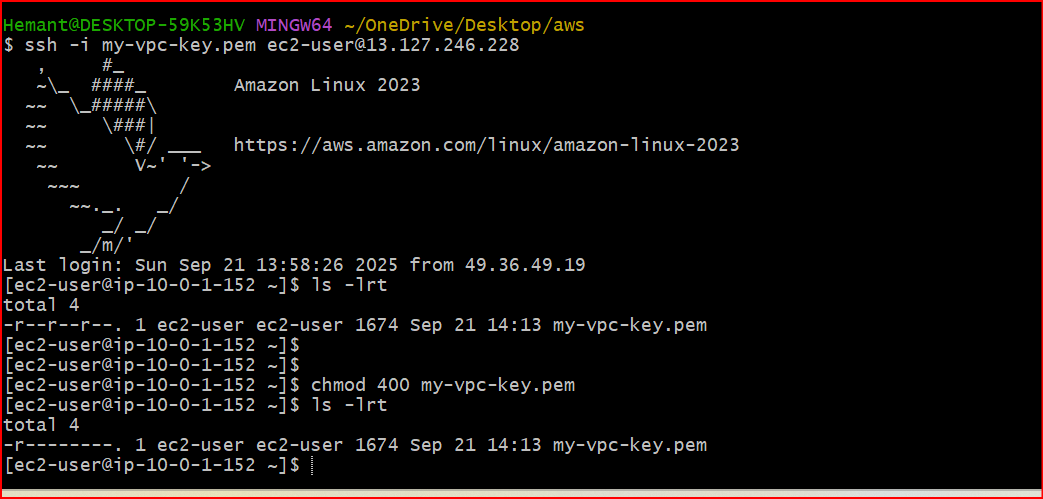 Hemant@DESKTOP-59K53HV MINGW64 ~/OneDrive/Desktop/aws
$ ssh -i my-vpc-key.pem ec2-user@13.127.246.228
   ,     #_
   ~\_  ####_        Amazon Linux 2023
  ~~  \_#####\
  ~~     \###|
  ~~       \#/ ___   https://aws.amazon.com/linux/amazon-linux-2023
   ~~       V~' '->
    ~~~         /
      ~~._.   _/
         _/ _/
       _/m/'
Last login: Sun Sep 21 13:58:26 2025 from 49.36.49.19
[ec2-user@ip-10-0-1-152 ~]$ ls -lrt
total 4
-r--r--r--. 1 ec2-user ec2-user 1674 Sep 21 14:13 my-vpc-key.pem
[ec2-user@ip-10-0-1-152 ~]$
[ec2-user@ip-10-0-1-152 ~]$
[ec2-user@ip-10-0-1-152 ~]$ chmod 400 my-vpc-key.pem
[ec2-user@ip-10-0-1-152 ~]$ ls -lrt
total 4
-r--------. 1 ec2-user ec2-user 1674 Sep 21 14:13 my-vpc-key.pem
[ec2-user@ip-10-0-1-152 ~]$